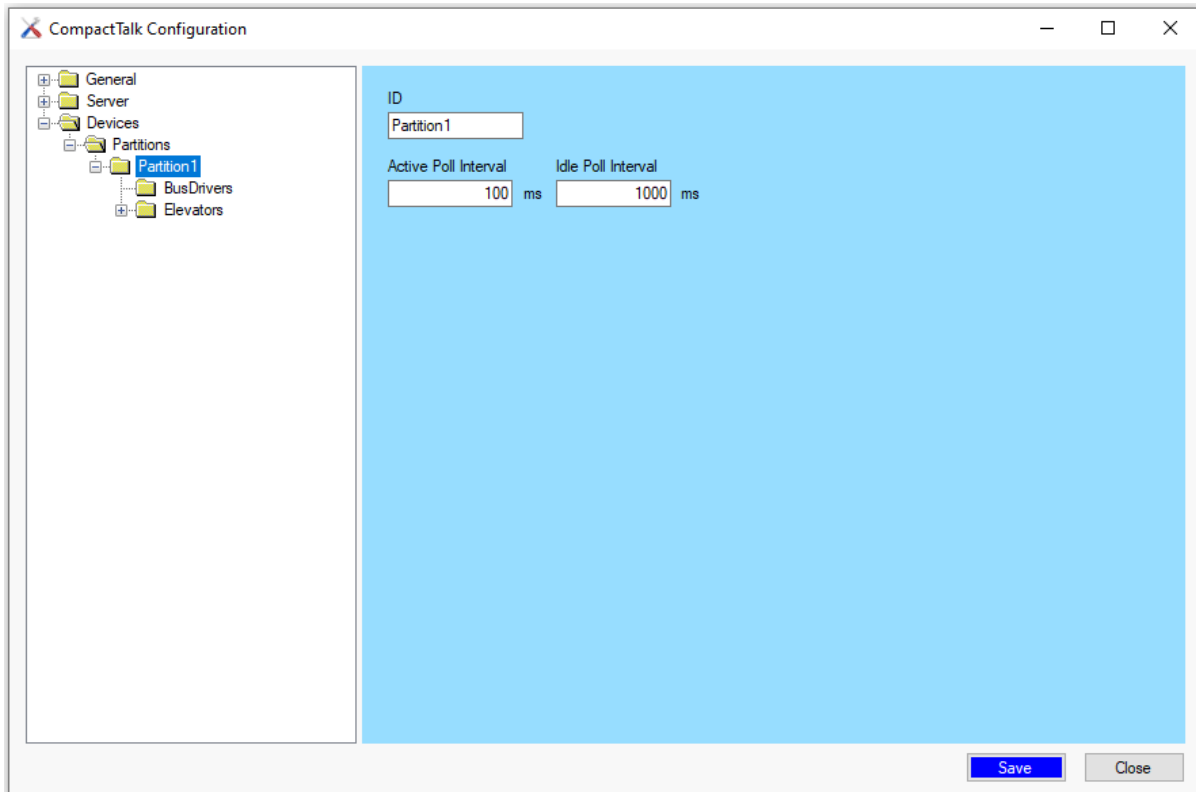 CompactTalk Configuration
General
Server
Devices
Partitions
Partition1
BusDrivers
Elevators
ID
Partition1
Active Poll Interval Idle Poll Interval
100 ms 1000 ms
Save Close